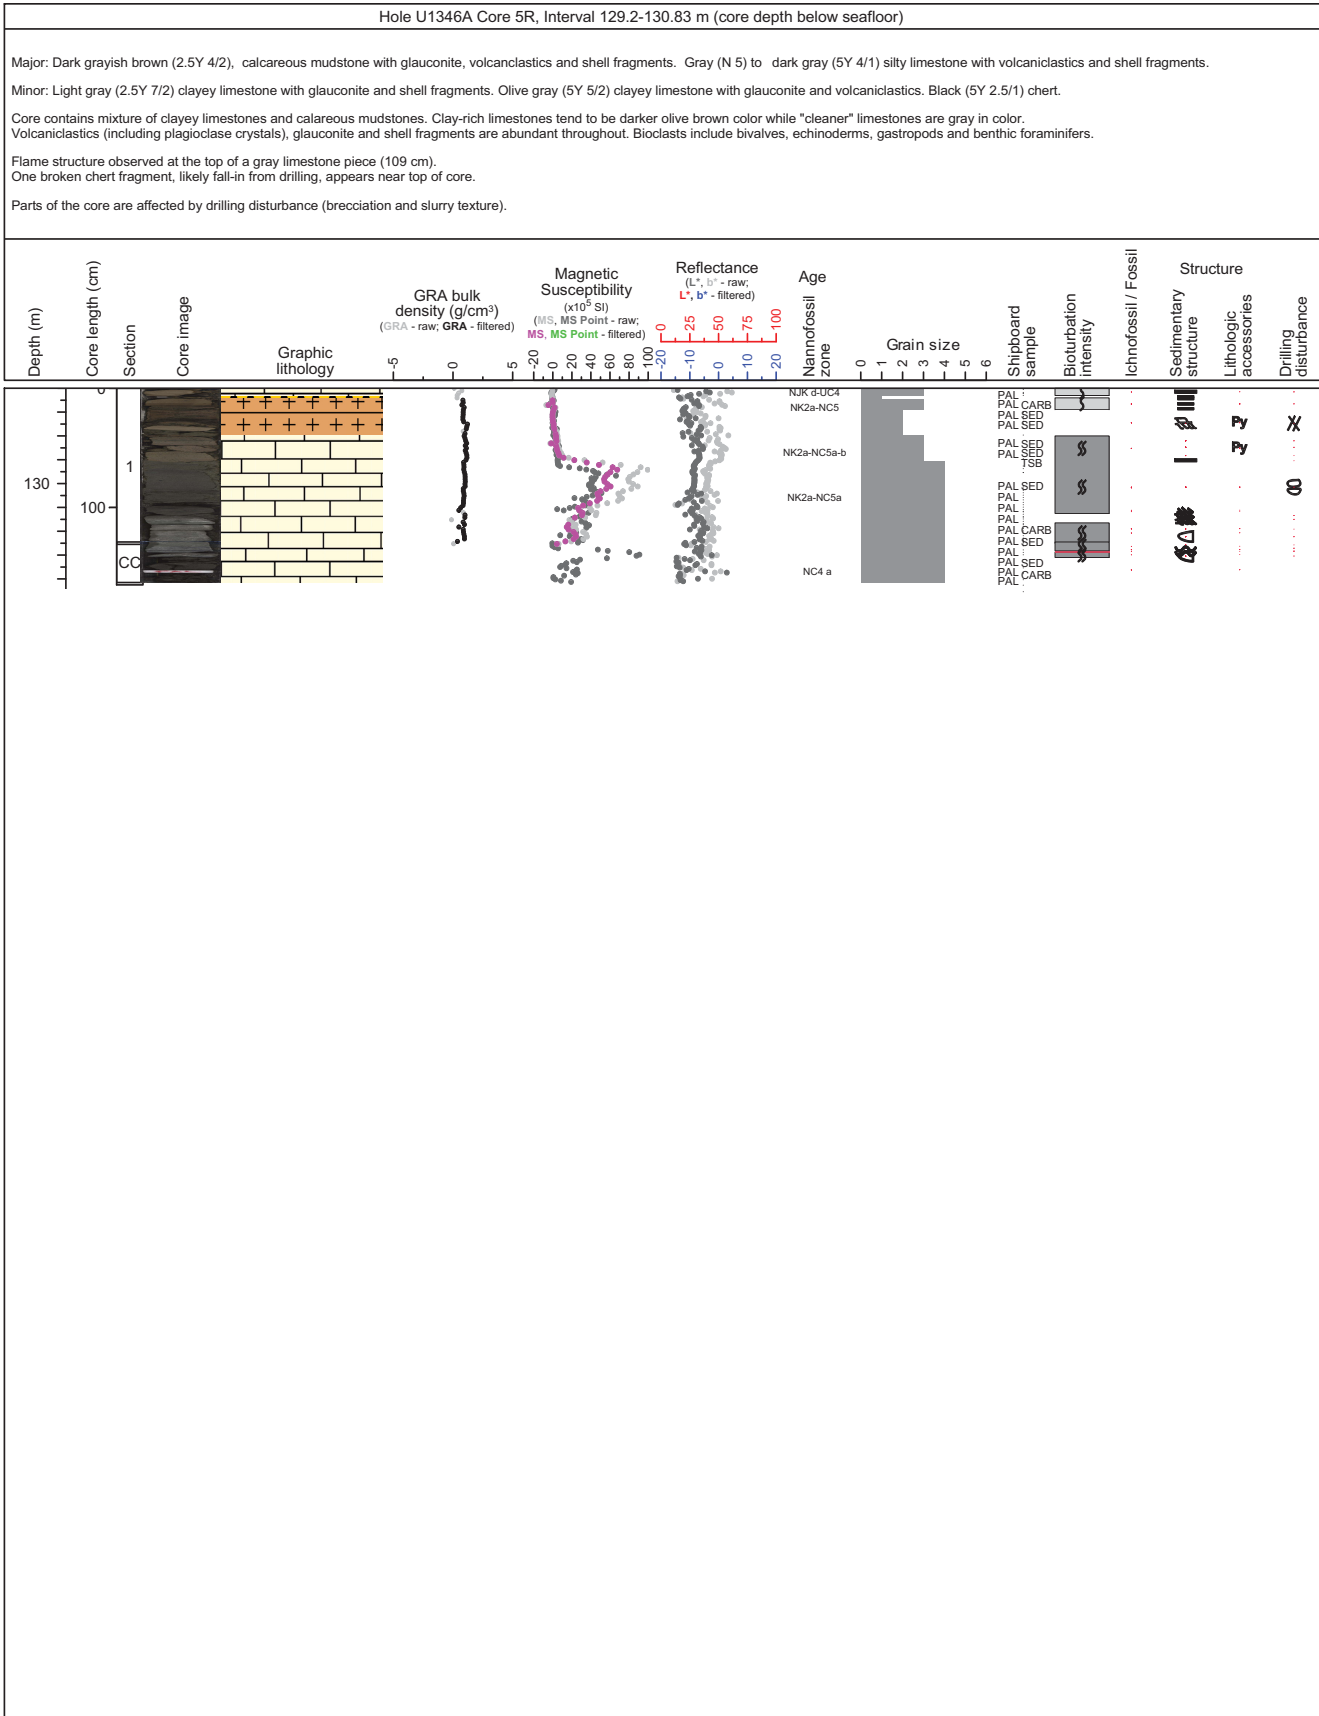 Hole U1346A Core 5R, Interval 129.2-130.83 m (core depth below seafloor)
Major: Dark grayish brown (2.5Y 4/2), calcareous mudstone with glauconite, volcanclastics and shell fragments. Gray (N 5) to dark gray (5Y 4/1) silty limestone with volcaniclastics and shell fragments.
Minor: Light gray (2.5Y 7/2) clayey limestone with glauconite and shell fragments. Olive gray (5Y 5/2) clayey limestone with glauconite and volcaniclastics. Black (5Y 2.5/1) chert.
Core contains mixture of clayey limestones and calareous mudstones. Clay-rich limestones tend to be darker olive brown color while "cleaner" limestones are gray in color.
Volcaniclastics (including plagioclase crystals), glauconite and shell fragments are abundant throughout. Bioclasts include bivalves, echinoderms, gastropods and benthic foraminifers.
Flame structure observed at the top of a gray limestone piece (109 cm).
One broken chert fragment, likely fall-in from drilling, appears near top of core.
Parts of the core are affected by drilling disturbance (brecciation and slurry texture).
Depth (m)
Core length (cm)
Section
Core image
Graphic
lithology
GRA bulk
density (g/cm³)
(GRA - raw; GRA - filtered)
-5
0
5
Magnetic
Susceptibility
(x10⁵ SI)
(MS, MS Point - raw;
MS, MS Point - filtered)
-20
0
20
40
60
80
100
Reflectance
(L*, b* - raw;
L*, b* - filtered)
0
25
50
75
100
-20
-10
0
10
20
Age
Nannofossil
zone
Grain size
0
1
2
3
4
5
6
Shipboard
sample
Bioturbation
intensity
Ichnofossil / Fossil
Structure
Sedimentary
structure
Lithologic
accessories
Drilling
disturbance
130
0
100
1
CC
NJK d-UC4
NK2a-NC5
NK2a-NC5a-b
NK2a-NC5a
NC4 a
PAL
PAL CARB
PAL SED
PAL SED
PAL SED
PAL SED
TSB
PAL SED
PAL
PAL
PAL
PAL CARB
PAL SED
PAL
PAL SED
PAL CARB
PAL
Py
Py